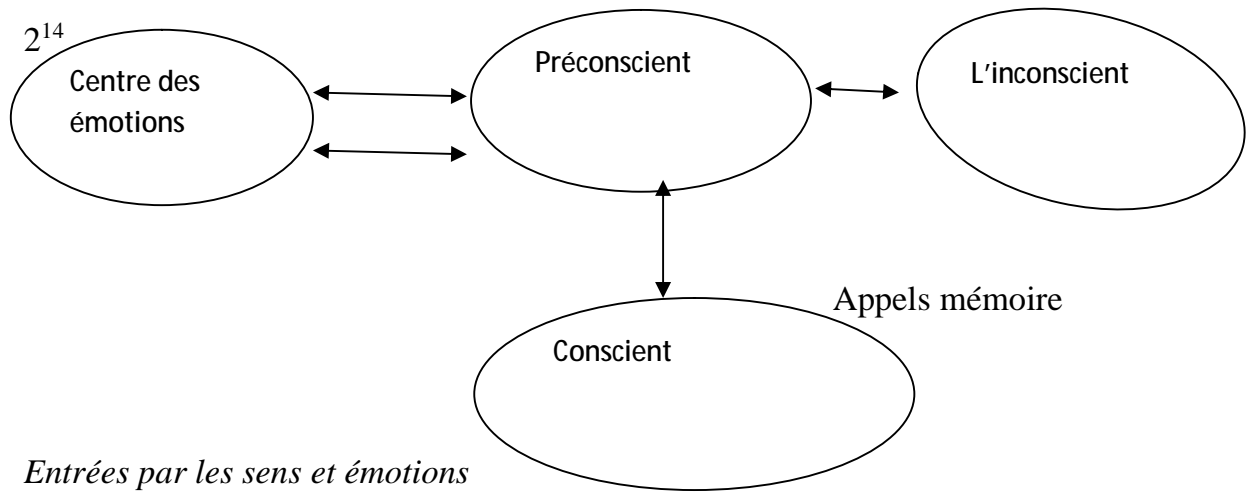 2¹⁴
Centre des
émotions
Préconscient
L'inconscient
Appels mémoire
Conscient
Entrées par les sens et émotions